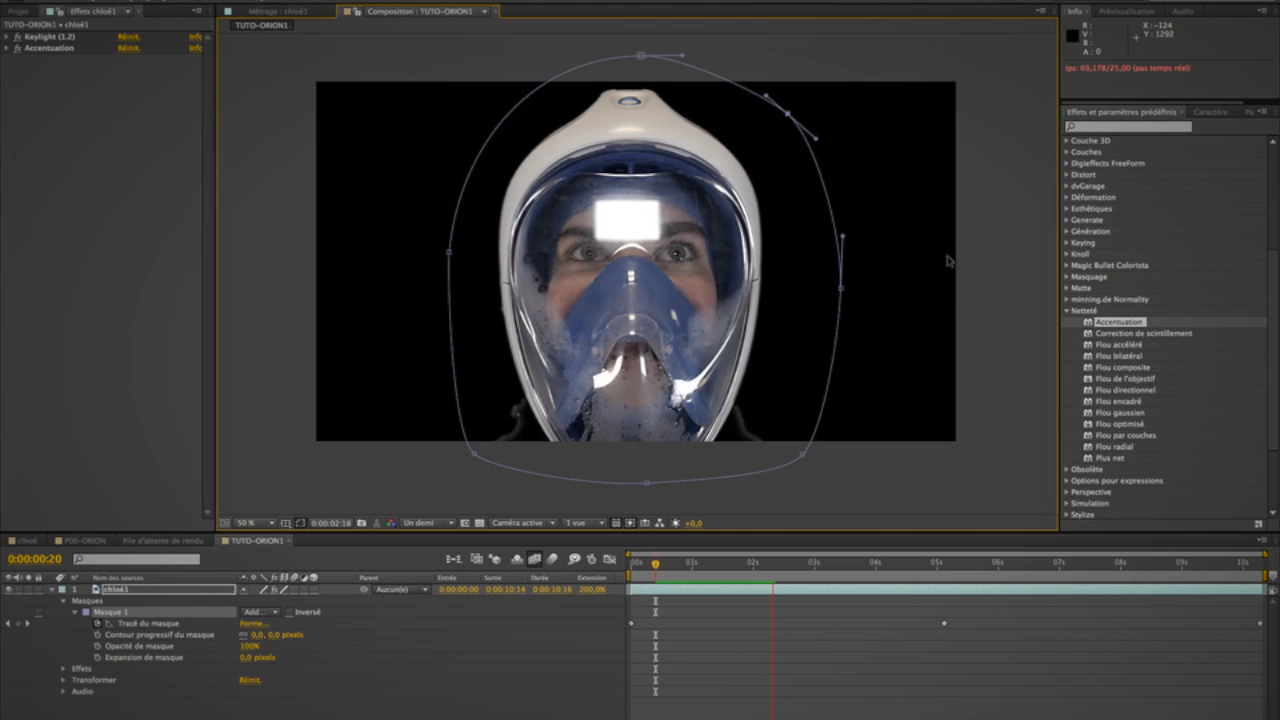 Projet Effets chloé1
TUTO-ORION1 • chloé1
fx Keylight (1.2) Réinit. Info
fx Accentuation Réinit. Info
Métrage : chloé1 Composition : TUTO-ORION1
TUTO-ORION1
50 % 0:00:02:18 Un demi Caméra active 1 vue +0,0
Info Prévisualisation Audio
R : X : -124
V : Y : 1292
B :
A : 0
ips: 03,178/25,00 (pas temps réel)
Effets et paramètres prédéfinis Caractère
Couche 3D
Couches
Digieffects FreeForm
Distort
dvGarage
Déformation
Esthétiques
Generate
Génération
Keying
Knoll
Magic Bullet Colorista
Masquage
Matte
minning.de Normality
Netteté
Accentuation
Correction de scintillement
Flou accéléré
Flou bilatéral
Flou composite
Flou de l'objectif
Flou directionnel
Flou encadré
Flou gaussien
Flou optimisé
Flou par couches
Flou radial
Plus net
Obsolète
Options pour expressions
Perspective
Simulation
Stylize
chloé P06-ORION File d'attente de rendu TUTO-ORION1
0:00:00:20
:00s 01s 02s 03s 04s 05s 06s 07s 08s 09s 10s
N° Nom des sources Parent Entrée Sortie Durée Extension
1 chloé1 Aucun(e) 0:00:00:00 0:00:10:14 0:00:10:16 200,0%
Masques
Masque 1 Add... Inversé
Tracé du masque Forme...
Contour progressif du masque 0,0, 0,0 pixels
Opacité de masque 100%
Expansion de masque 0,0 pixels
Effets
Transformer Réinit.
Audio